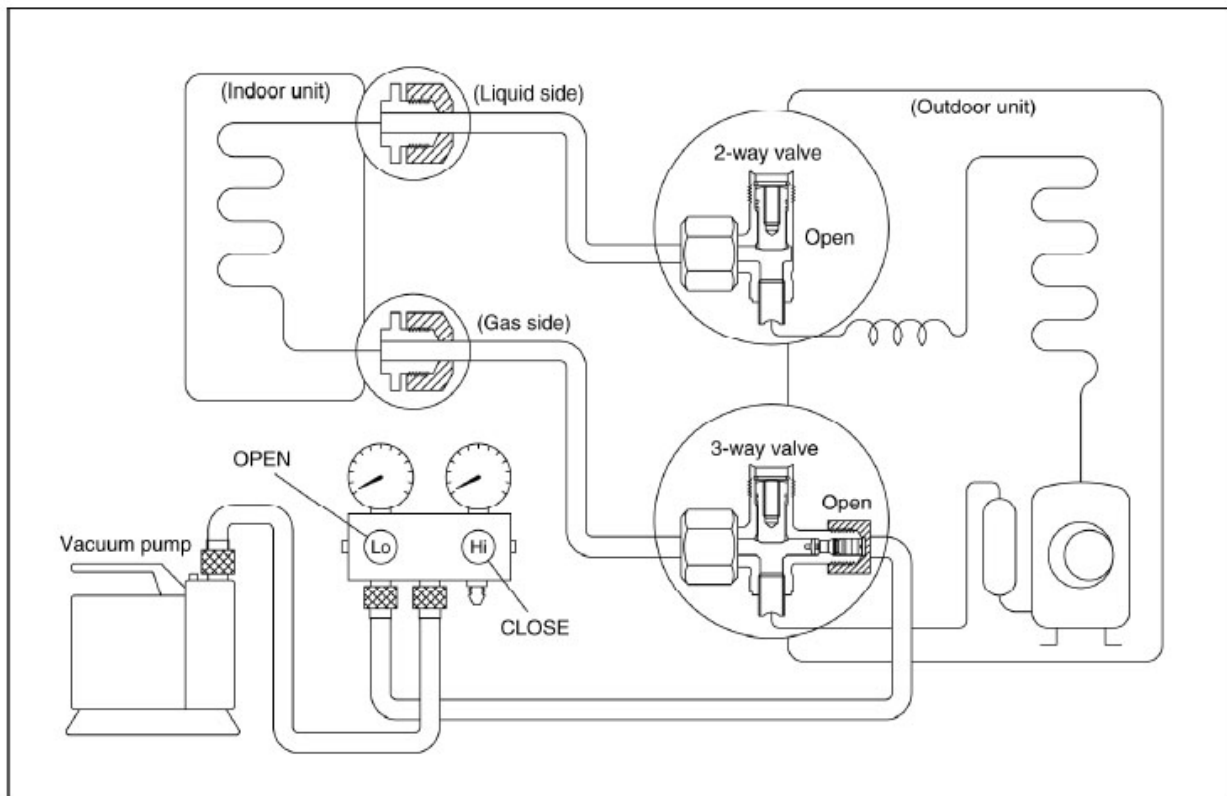 (Indoor unit)
(Liquid side)
(Outdoor unit)
2-way valve
Open
(Gas side)
3-way valve
Open
OPEN
Lo
Hi
Vacuum pump
CLOSE